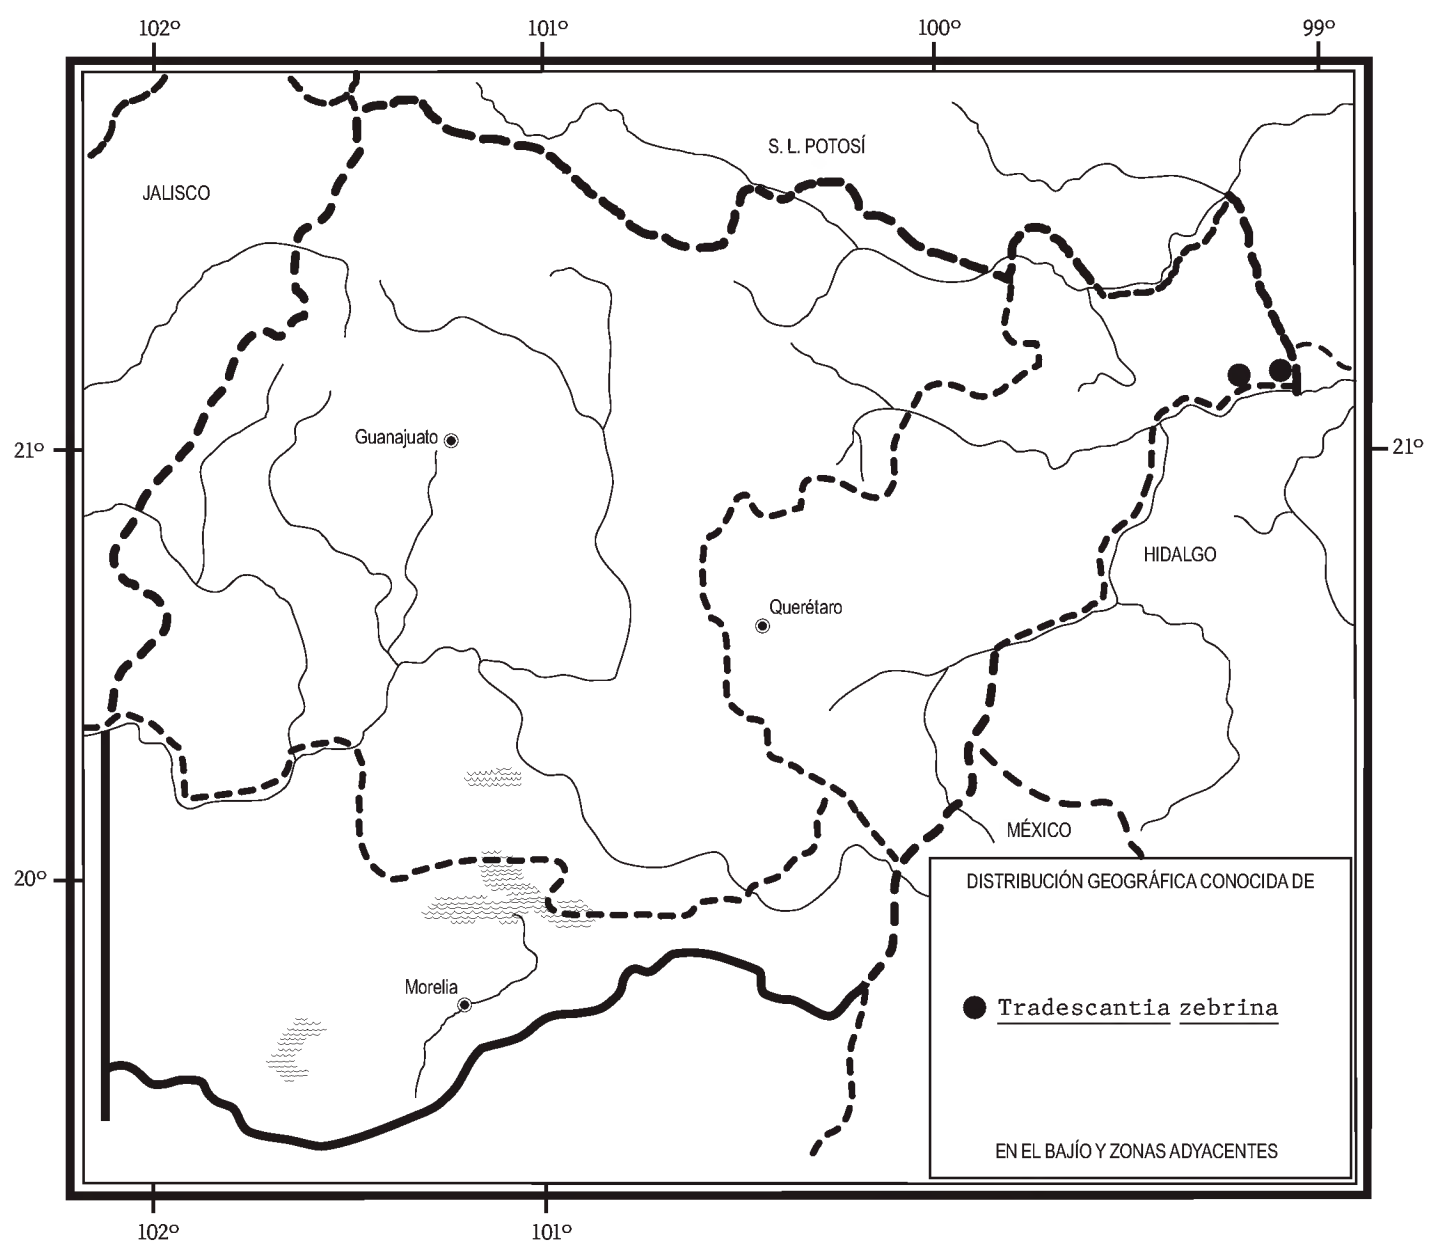 102º 101º 100º 99º
S. L. POTOSÍ
JALISCO
Guanajuato
21º 21º
HIDALGO
Querétaro
MÉXICO
20º
DISTRIBUCIÓN GEOGRÁFICA CONOCIDA DE
Morelia
Tradescantia zebrina
EN EL BAJÍO Y ZONAS ADYACENTES
102º 101º